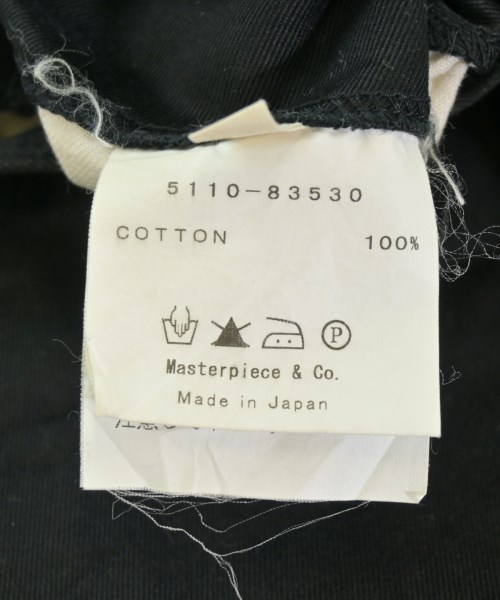 5110-83530
COTTON 100%
P
Masterpiece & Co.
Made in Japan